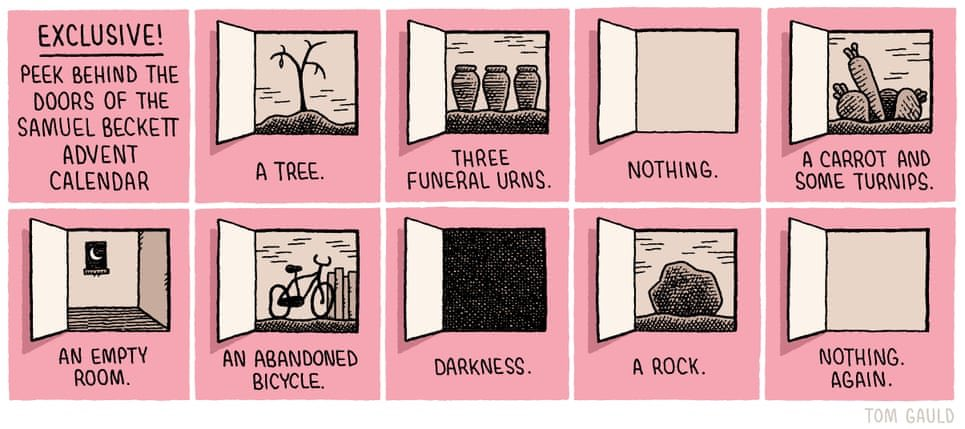 EXCLUSIVE!
PEEK BEHIND THE
DOORS OF THE
SAMUEL BECKETT
ADVENT
CALENDAR
A TREE.
THREE
FUNERAL URNS.
NOTHING.
A CARROT AND
SOME TURNIPS.
AN EMPTY
ROOM.
AN ABANDONED
BICYCLE.
DARKNESS.
A ROCK.
NOTHING.
AGAIN.
TOM GAULD